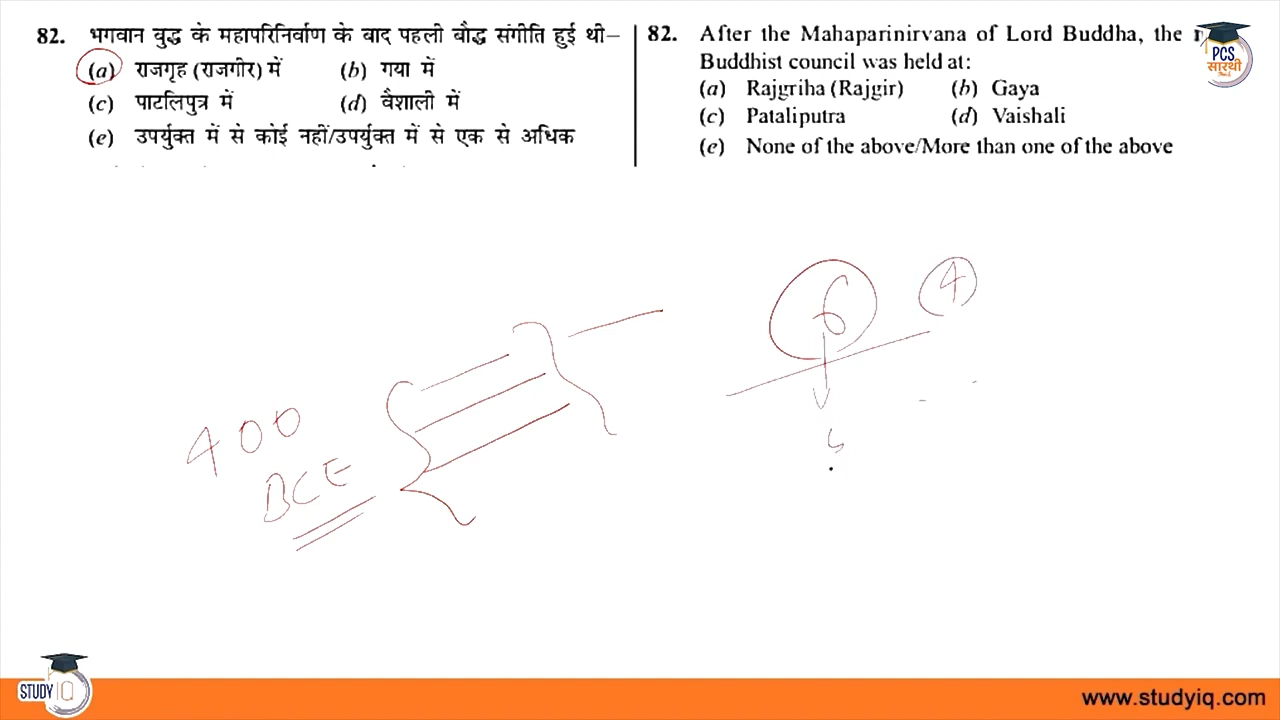 82. भगवान बुद्ध के महापरिनिर्वाण के बाद पहली बौद्ध संगीति हुई थी–
(a) राजगृह (राजगीर) में (b) गया में
(c) पाटलिपुत्र में (d) वैशाली में
(e) उपर्युक्त में से कोई नहीं/उपर्युक्त में से एक से अधिक
82. After the Mahaparinirvana of Lord Buddha, the
Buddhist council was held at:
(a) Rajgriha (Rajgir) (b) Gaya
(c) Pataliputra (d) Vaishali
(e) None of the above/More than one of the above
PCS
सारथी
6 4
400
BCE
STUDY IQ
www.studyiq.com